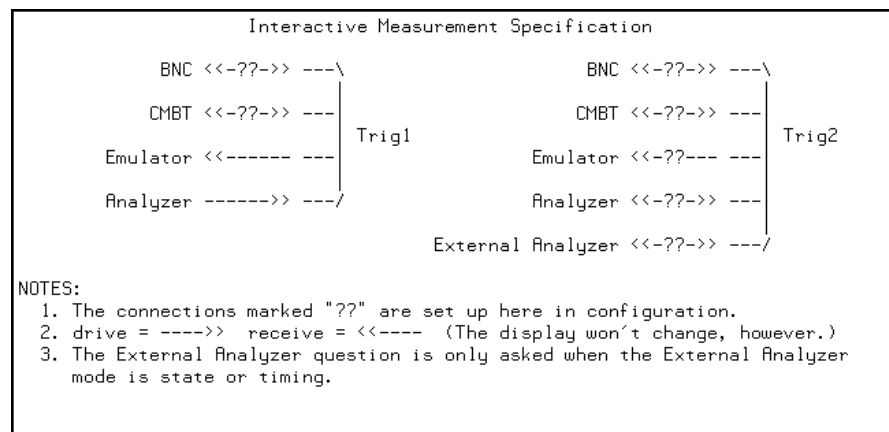 Interactive Measurement Specification
BNC <<-??->> ---\ BNC <<-??->> ---\
CMBT <<-??->> --- CMBT <<-??->> ---
Trig1 Trig2
Emulator <<------ --- Emulator <<-??--- ---
Analyzer ------>> ---/ Analyzer <<-??->> ---
External Analyzer <<-??->> ---/
NOTES:
1. The connections marked "??" are set up here in configuration.
2. drive = ---->> receive = <<---- (The display won't change, however.)
3. The External Analyzer question is only asked when the External Analyzer
mode is state or timing.